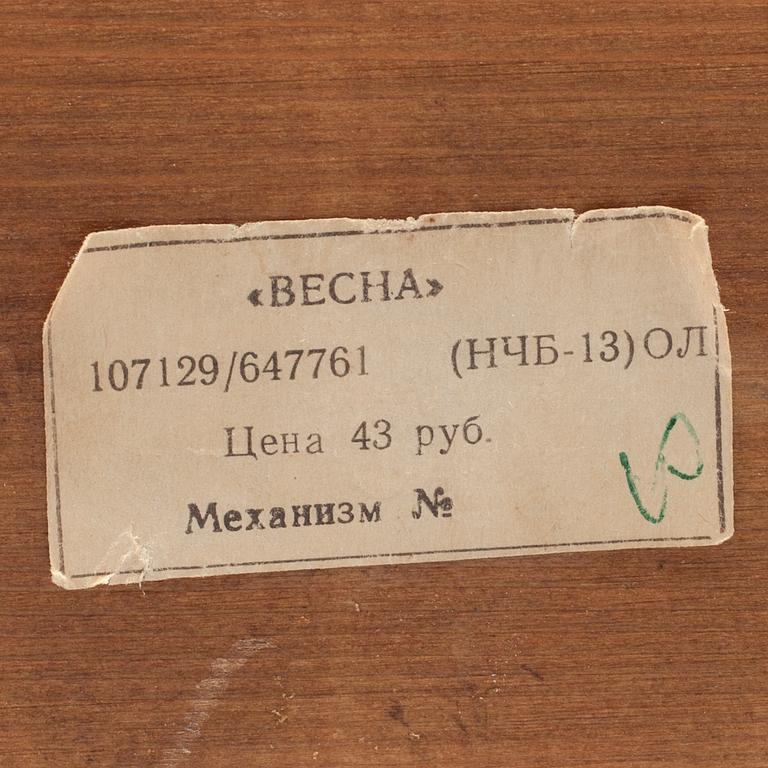 «ВЕСНА»
107129/647761 (НЧБ-13) ОЛ
Цена 43 руб.
Механизм №